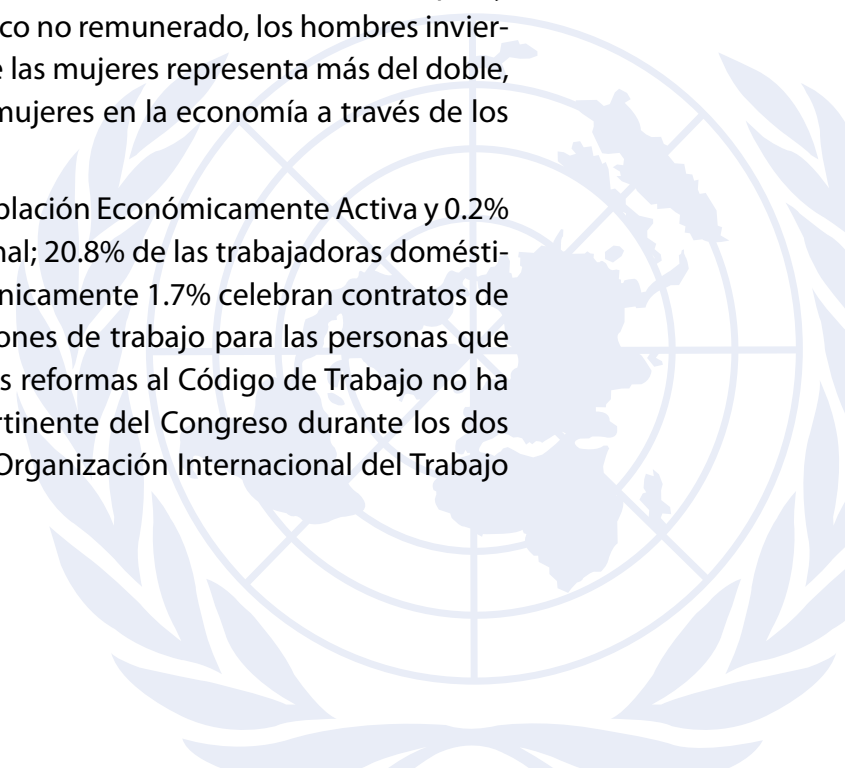 co no remunerado, los hombres invier-
e las mujeres representa más del doble,
mujeres en la economía a través de los
blación Económicamente Activa y 0.2%
nal; 20.8% de las trabajadoras domésti-
nicamente 1.7% celebran contratos de
ones de trabajo para las personas que
s reformas al Código de Trabajo no ha
rtinente del Congreso durante los dos
Organización Internacional del Trabajo